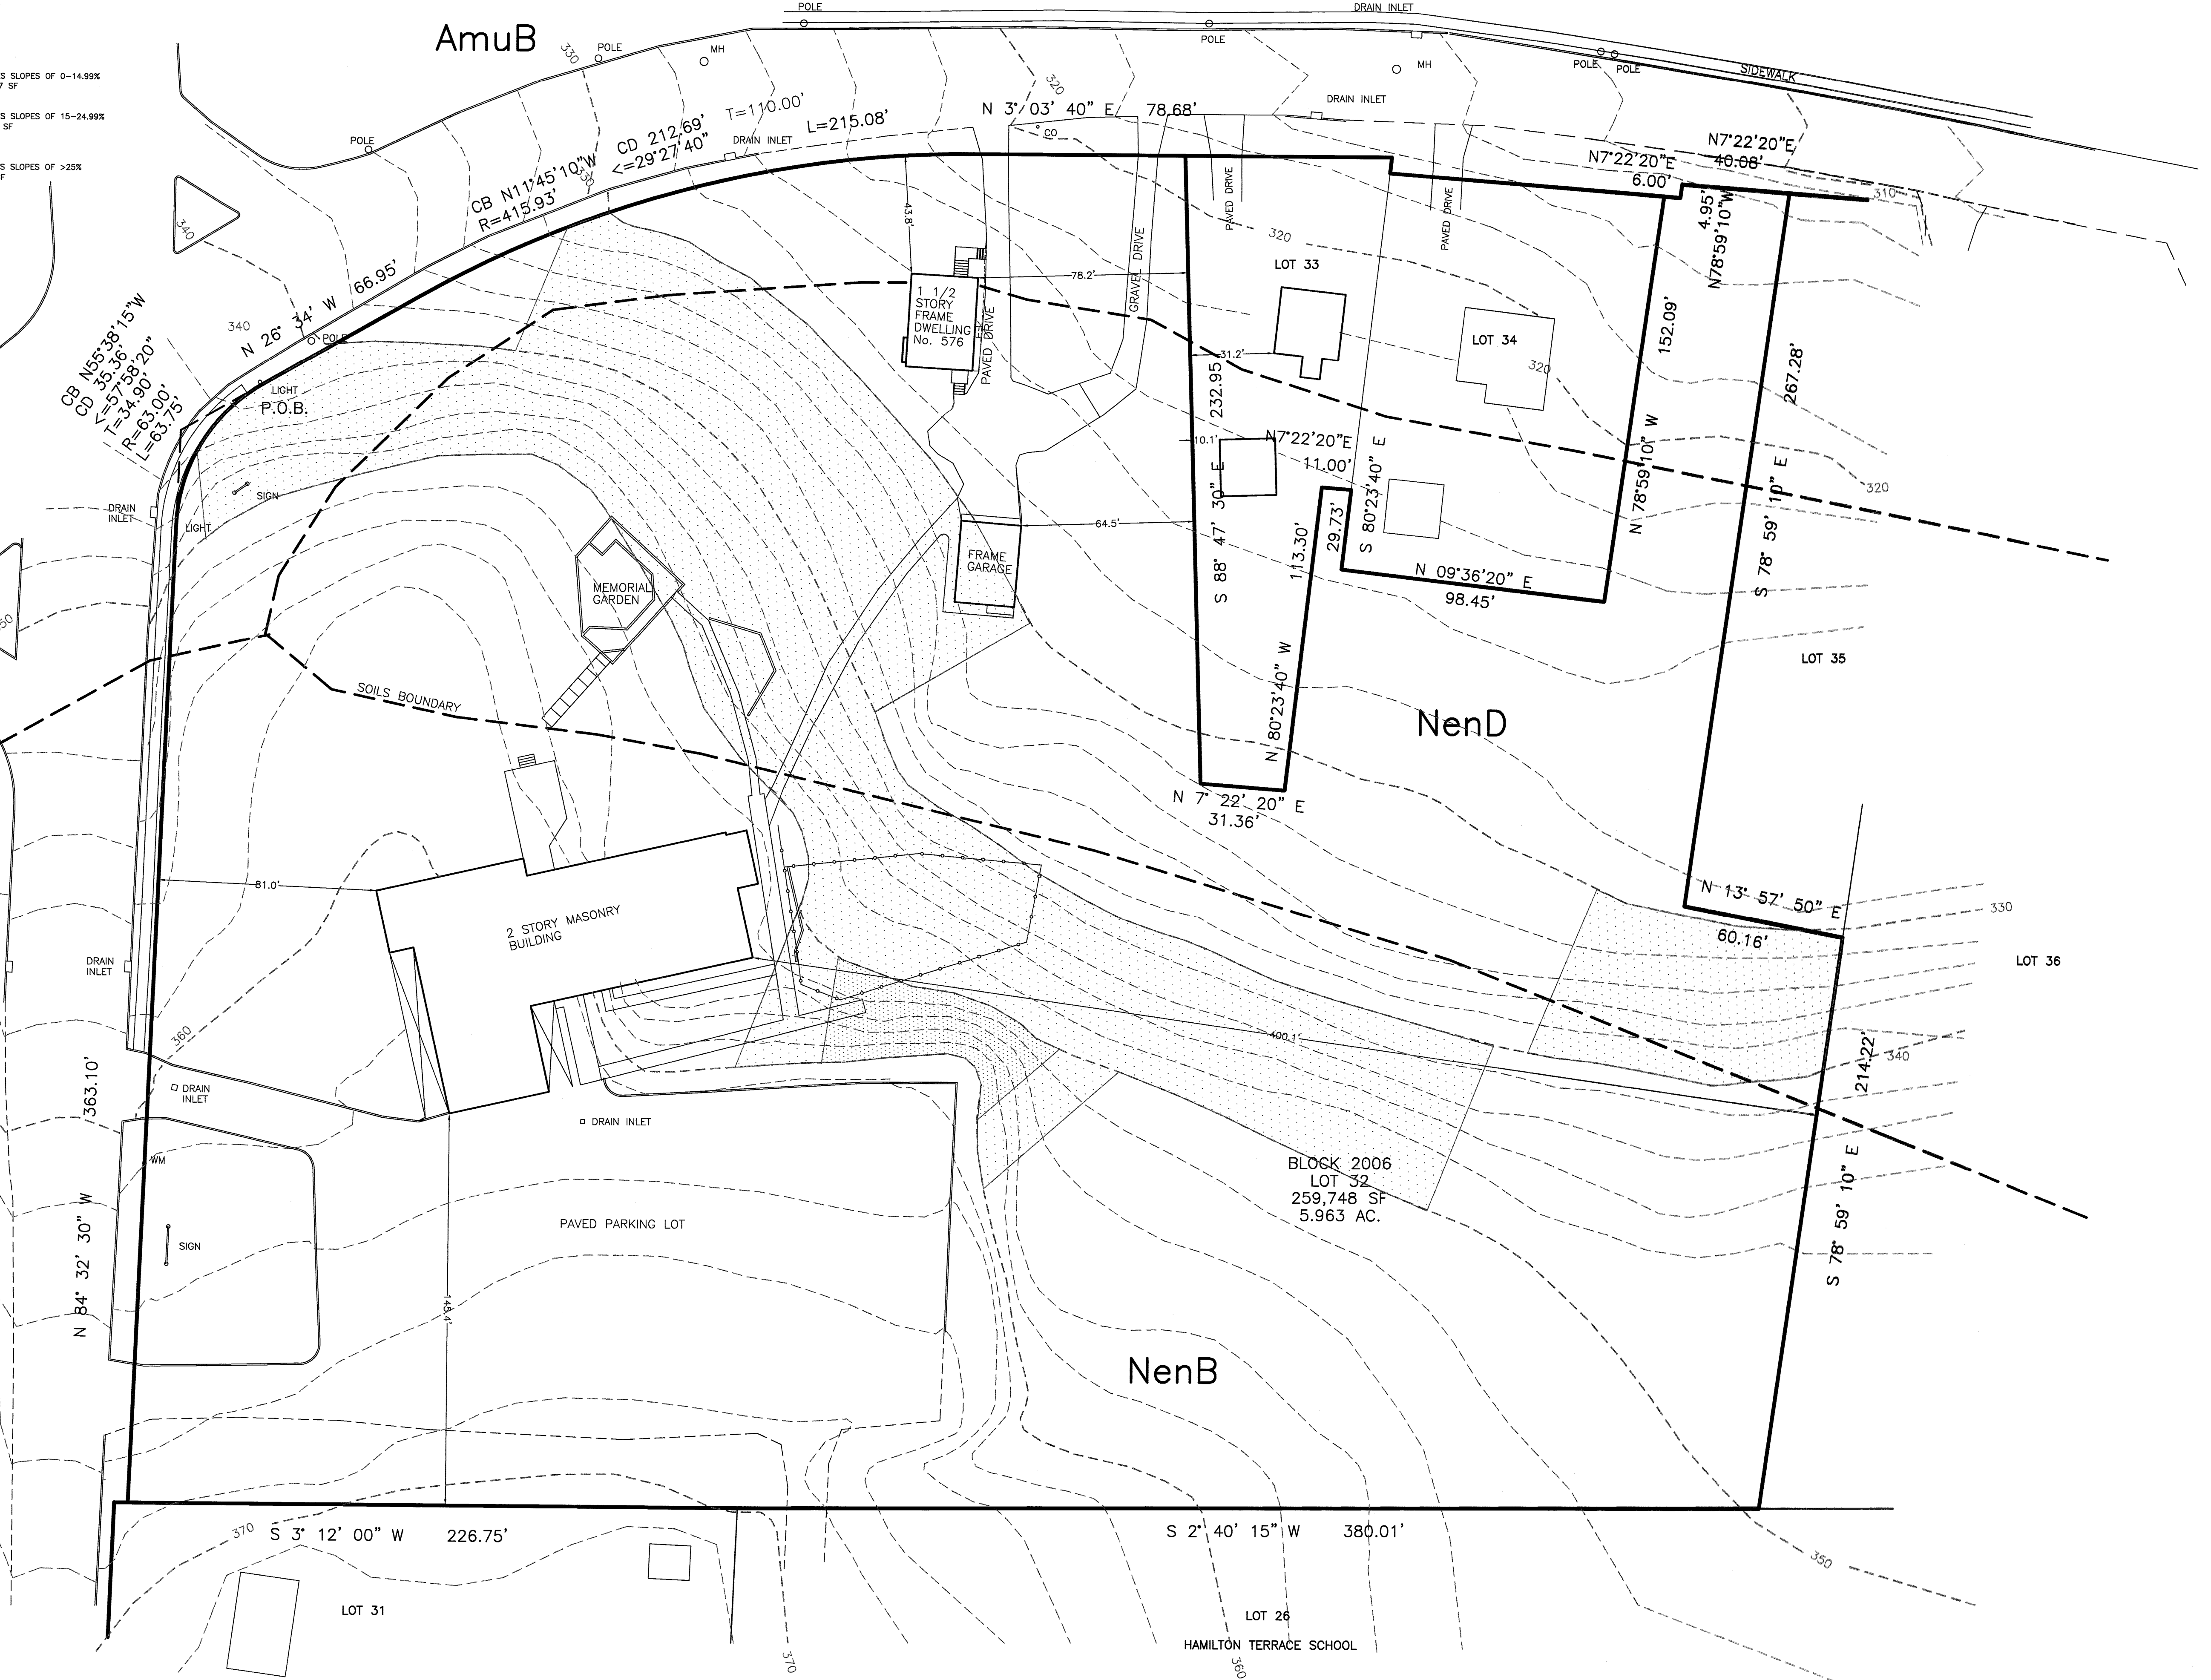 POLE
DRAIN INLET
AmuB
330
POLE
MH
POLE
MH
POLE
POLE
SIDEWALK
S SLOPES OF 0-14.99%
7 SF
S SLOPES OF 15-24.99%
SF
S SLOPES OF >25%
F
320
DRAIN INLET
POLE
T=110.00'
L=215.08'
N 3° 03' 40" E 78.68'
CO
CD 212.69'
<=29°27'40"
DRAIN INLET
CB N11°45'10"W
R=415.93'
330
N7°22'20"E
40.08'
N7°22'20"E
6.00'
4.95'
N78°59'10"W
310
PAVED DRIVE
PAVED DRIVE
340
43.8'
320
LOT 33
GRAVEL DRIVE
78.2'
66.95'
N 26° 34' W
340
POLE
1 1/2
STORY
FRAME
DWELLING
No. 576
PAVED DRIVE
LOT 34
320
152.09'
267.28'
31.2'
232.95'
CB N55°38'15"W
CD 35.36'
<=57°58'20"
T=34.90'
R=63.00'
L=63.75'
LIGHT
P.O.B.
10.1'
N7°22'20"E
11.00'
S 80°23'40" E
N 78°59'10" W
S 78° 59' 10" E
320
SIGN
DRAIN
INLET
LIGHT
64.5'
S 88° 47' 30" E
113.30'
29.73'
FRAME
GARAGE
N 09°36'20" E
98.45'
MEMORIAL
GARDEN
50
LOT 35
SOILS BOUNDARY
N 80°23'40" W
NenD
N 7° 22' 20" E
31.36'
81.0'
2 STORY MASONRY
BUILDING
N 13° 57' 50" E
60.16'
330
LOT 36
DRAIN
INLET
360
400.1'
340
214.22'
363.10'
DRAIN
INLET
DRAIN INLET
WM
BLOCK 2006
LOT 32
259,748 SF
5.963 AC.
S 78° 59' 10" E
PAVED PARKING LOT
SIGN
N 84° 32' 30" W
145.4'
NenB
370
S 3° 12' 00" W 226.75'
S 2° 40' 15" W 380.01'
350
LOT 31
LOT 26
HAMILTON TERRACE SCHOOL
370
360